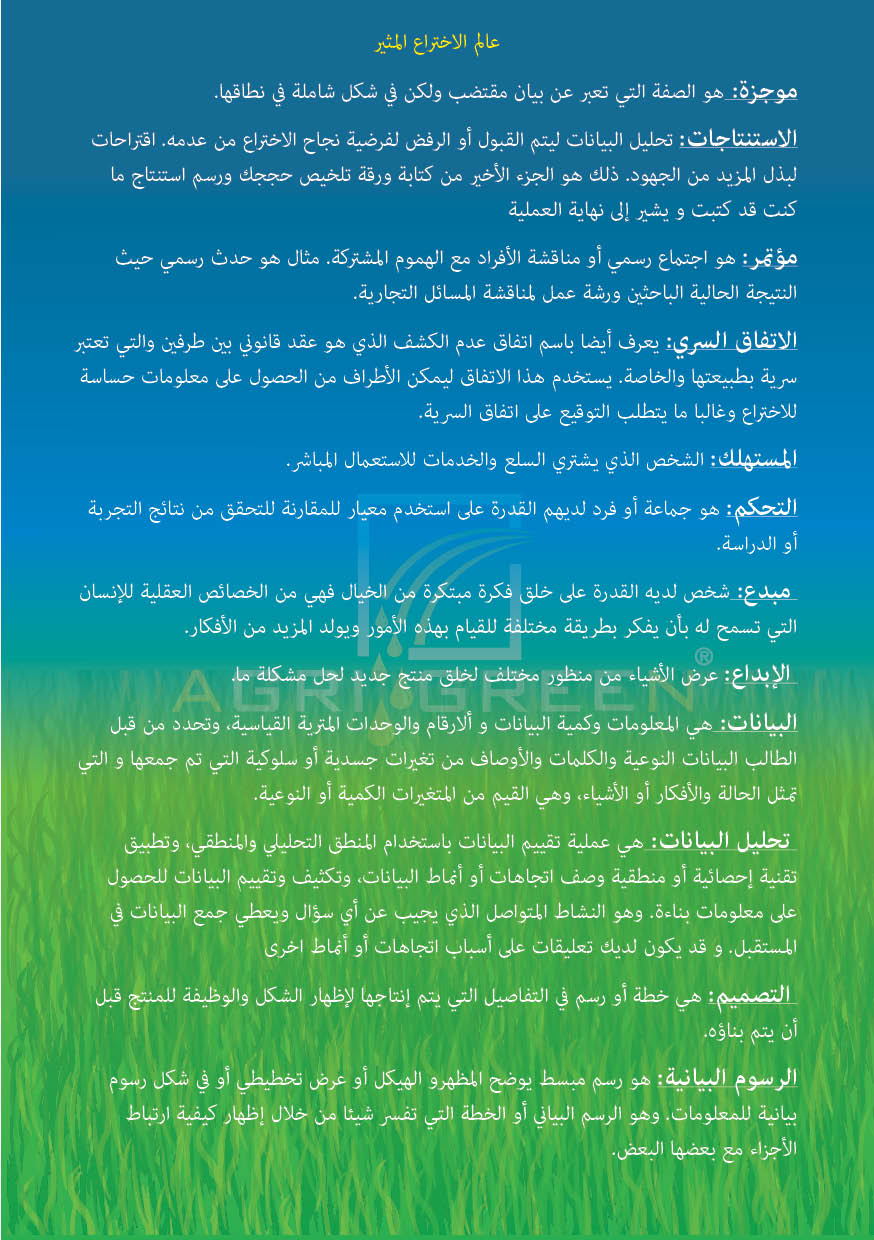 عالم الاختراع المثير
موجزة: هو الصفة التي تعبر عن بيان مقتضب ولكن في شكل شاملة في نطاقها.
الاستنتاجات: تحليل البيانات ليتم القبول أو الرفض لفرضية نجاح الاختراع من عدمه. اقتراحات
لبذل المزيد من الجهود. ذلك هو الجزء الأخير من كتابة ورقة تلخيص حججك ورسم استنتاج ما
كنت قد كتبت و يشير إلى نهاية العملية
مؤتمر: هو اجتماع رسمي أو مناقشة الأفراد مع الهموم المشتركة. مثال هو حدث رسمي حيث
النتيجة الحالية الباحثين ورشة عمل لمناقشة المسائل التجارية.
الاتفاق السري: يعرف أيضا باسم اتفاق عدم الكشف الذي هو عقد قانوني بين طرفين والتي تعتبر
سرية بطبيعتها والخاصة. يستخدم هذا الاتفاق ليمكن الأطراف من الحصول على معلومات حساسة
للاختراع وغالبا ما يتطلب التوقيع على اتفاق السرية.
المستهلك: الشخص الذي يشتري السلع والخدمات للاستعمال المباشر.
التحكم: هو جماعة أو فرد لديهم القدرة على استخدم معيار للمقارنة للتحقق من نتائج التجربة
أو الدراسة.
مبدع: شخص لديه القدرة على خلق فكرة مبتكرة من الخيال فهي من الخصائص العقلية للإنسان
التي تسمح له بأن يفكر بطريقة مختلفة للقيام بهذه الأمور ويولد المزيد من الأفكار.
الإبداع: عرض الأشياء من منظور مختلف لخلق منتج جديد لحل مشكلة ما.
AGRI GREEN®
البيانات: هي المعلومات وكمية البيانات و ألارقام والوحدات المترية القياسية، وتحدد من قبل
الطالب البيانات النوعية والكلمات والأوصاف من تغيرات جسدية أو سلوكية التي تم جمعها و التي
تمثل الحالة والأفكار أو الأشياء، وهي القيم من المتغيرات الكمية أو النوعية.
تحليل البيانات: هي عملية تقييم البيانات باستخدام المنطق التحليلي والمنطقي، وتطبيق
تقنية إحصائية أو منطقية وصف اتجاهات أو أنماط البيانات، وتكثيف وتقييم البيانات للحصول
على معلومات بناءة. وهو النشاط المتواصل الذي يجيب عن أي سؤال ويعطي جمع البيانات في
المستقبل. و قد يكون لديك تعليقات على أسباب اتجاهات أو أنماط اخرى
التصميم: هي خطة أو رسم في التفاصيل التي يتم إنتاجها لإظهار الشكل والوظيفة للمنتج قبل
أن يتم بناؤه.
الرسوم البيانية: هو رسم مبسط يوضح المظهرو الهيكل أو عرض تخطيطي أو في شكل رسوم
بيانية للمعلومات. وهو الرسم البياني أو الخطة التي تفسر شيئا من خلال إظهار كيفية ارتباط
الأجزاء مع بعضها البعض.